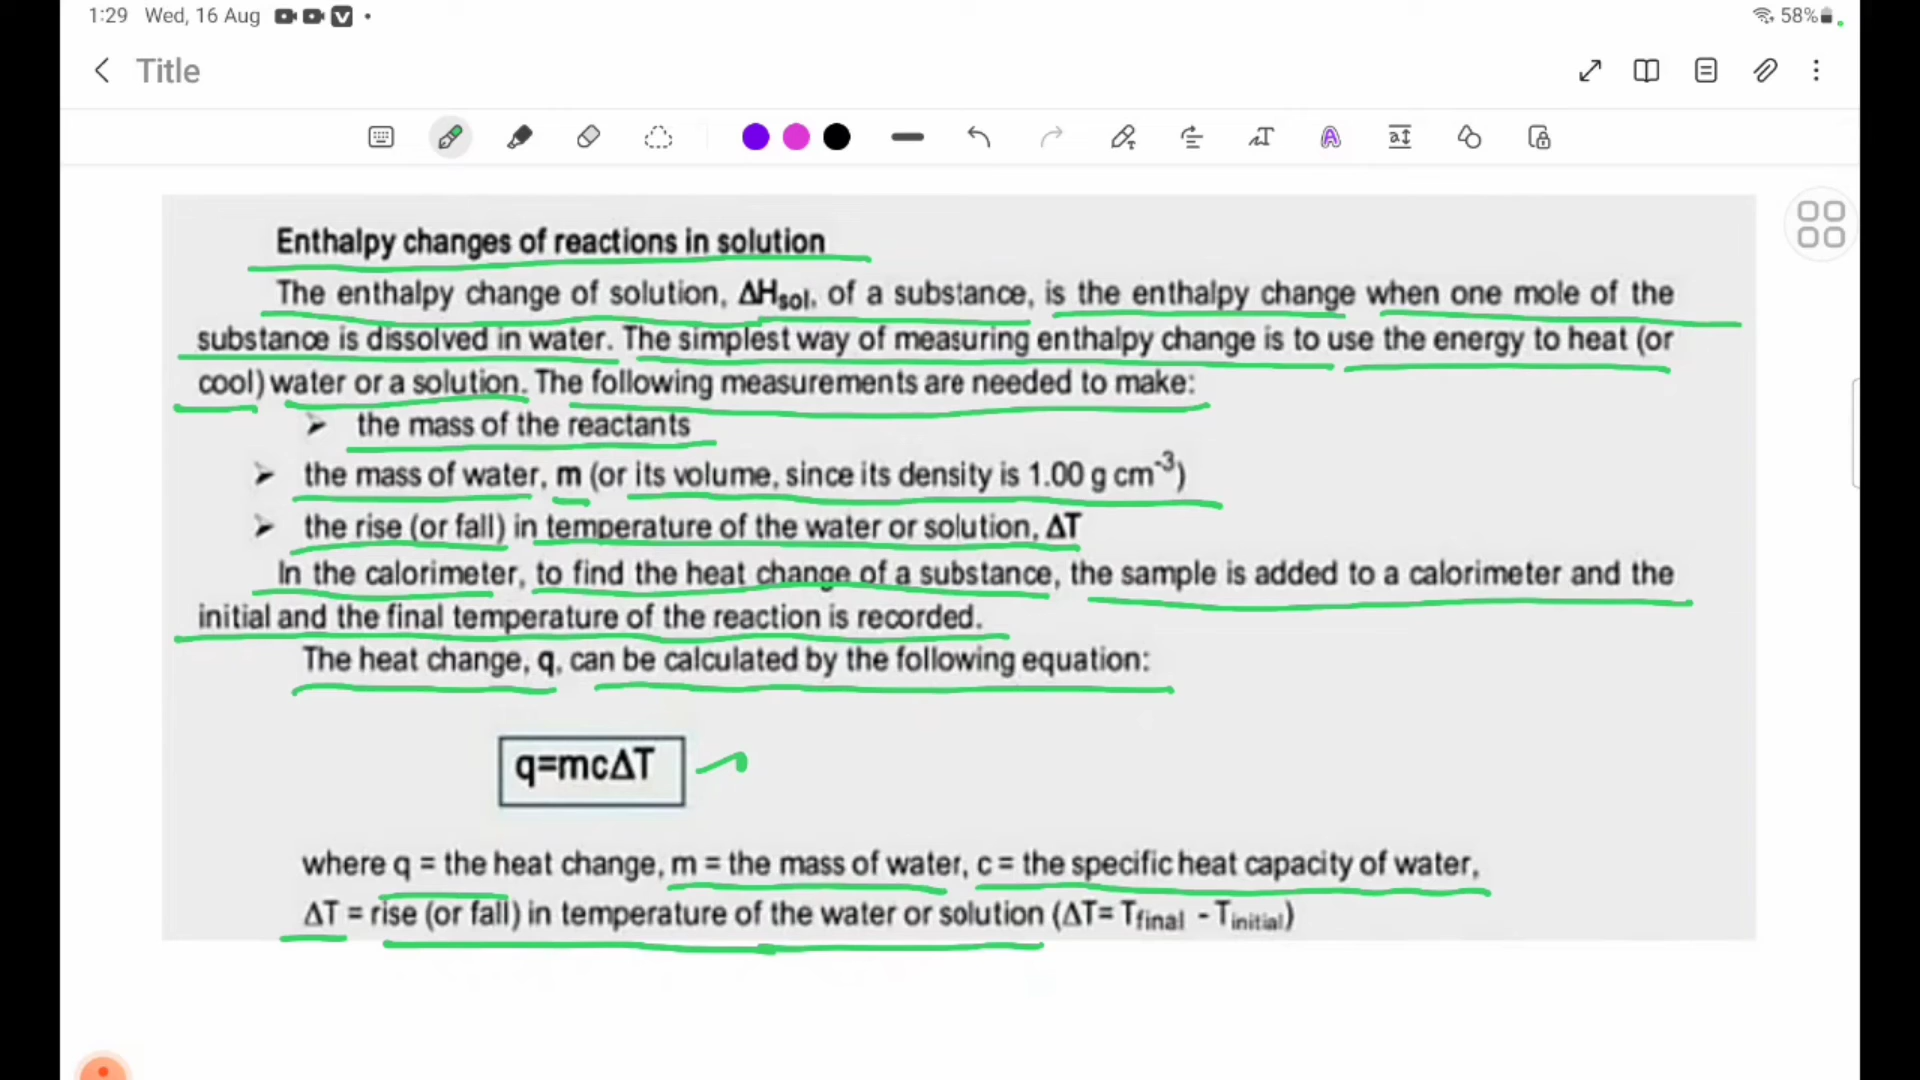 1:29 Wed, 16 Aug
58%
Title
Enthalpy changes of reactions in solution
The enthalpy change of solution, ΔHsol, of a substance, is the enthalpy change when one mole of the
substance is dissolved in water. The simplest way of measuring enthalpy change is to use the energy to heat (or
cool) water or a solution. The following measurements are needed to make:
➢ the mass of the reactants
➢ the mass of water, m (or its volume, since its density is 1.00 g cm⁻³)
➢ the rise (or fall) in temperature of the water or solution, ΔT
In the calorimeter, to find the heat change of a substance, the sample is added to a calorimeter and the
initial and the final temperature of the reaction is recorded.
The heat change, q, can be calculated by the following equation:
q=mcΔT
where q = the heat change, m = the mass of water, c = the specific heat capacity of water,
ΔT = rise (or fall) in temperature of the water or solution (ΔT= Tfinal - Tinitial)